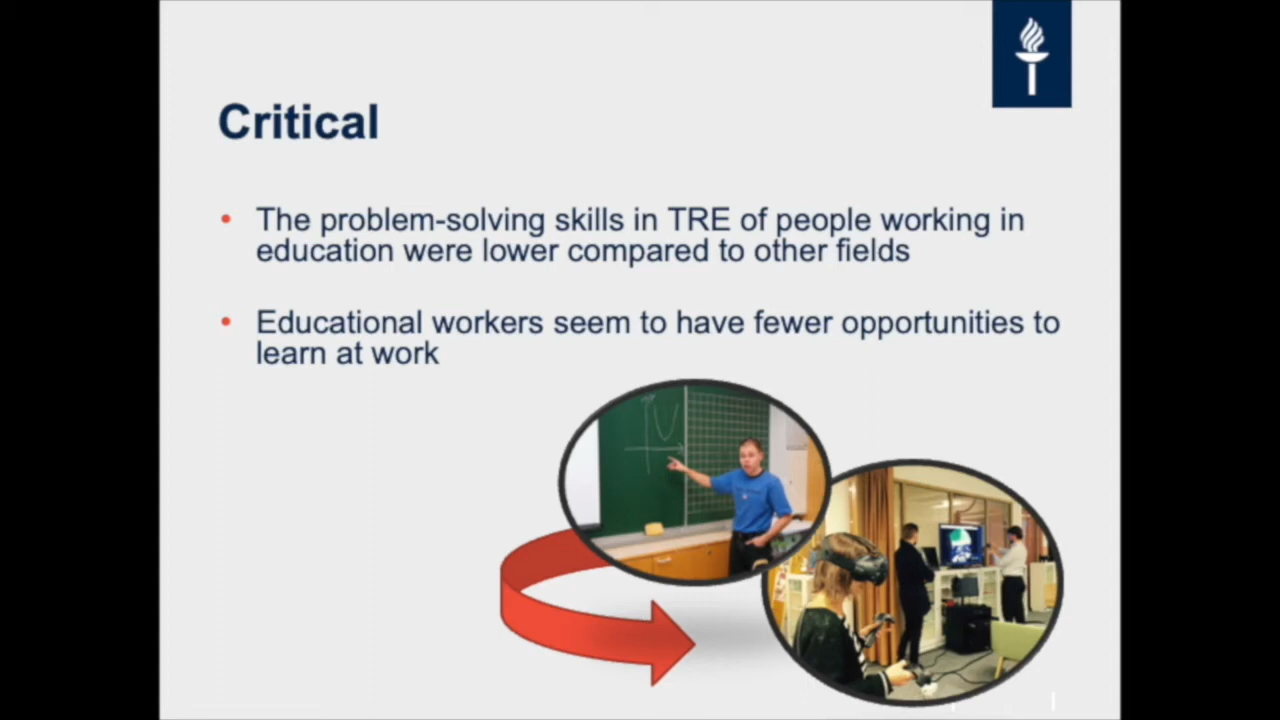 Critical
• The problem-solving skills in TRE of people working in
education were lower compared to other fields
• Educational workers seem to have fewer opportunities to
learn at work